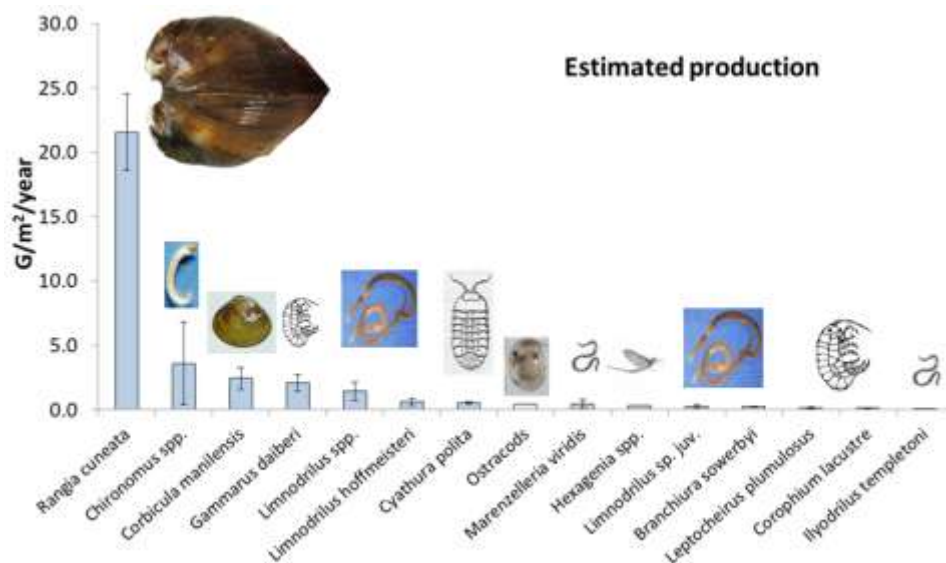 Estimated production
G/m²/year
30.0
25.0
20.0
15.0
10.0
5.0
0.0
Rangia cuneata
Chironomus spp.
Corbicula manilensis
Gammarus daiberi
Limnodrilus spp.
Limnodrilus hoffmeisteri
Cyathura polita
Ostracods
Marenzelleria viridis
Hexagenia spp.
Limnodrilus sp. juv.
Branchiura sowerbyi
Leptocheirus plumulosus
Corophium lacustre
Ilyodrilus templetoni